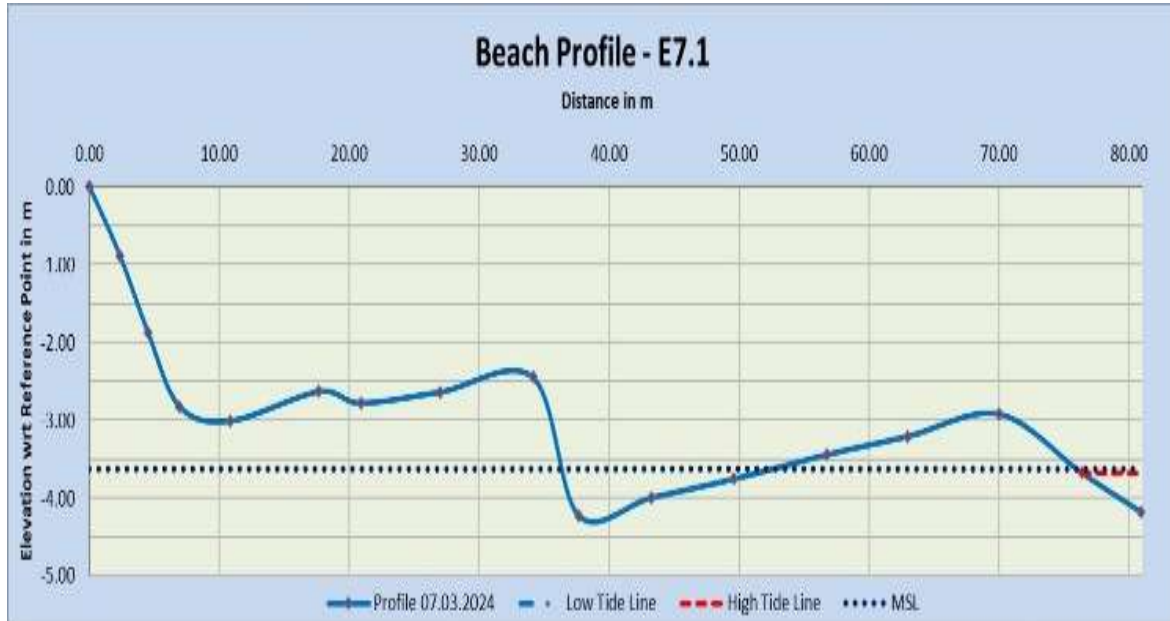 Beach Profile - E7.1
Distance in m
0.00 10.00 20.00 30.00 40.00 50.00 60.00 70.00 80.00
Elevation wrt Reference Point in m
0.00
1.00
-2.00
-3.00
-4.00
-5.00
Profile 07.03.2024 Low Tide Line High Tide Line MSL